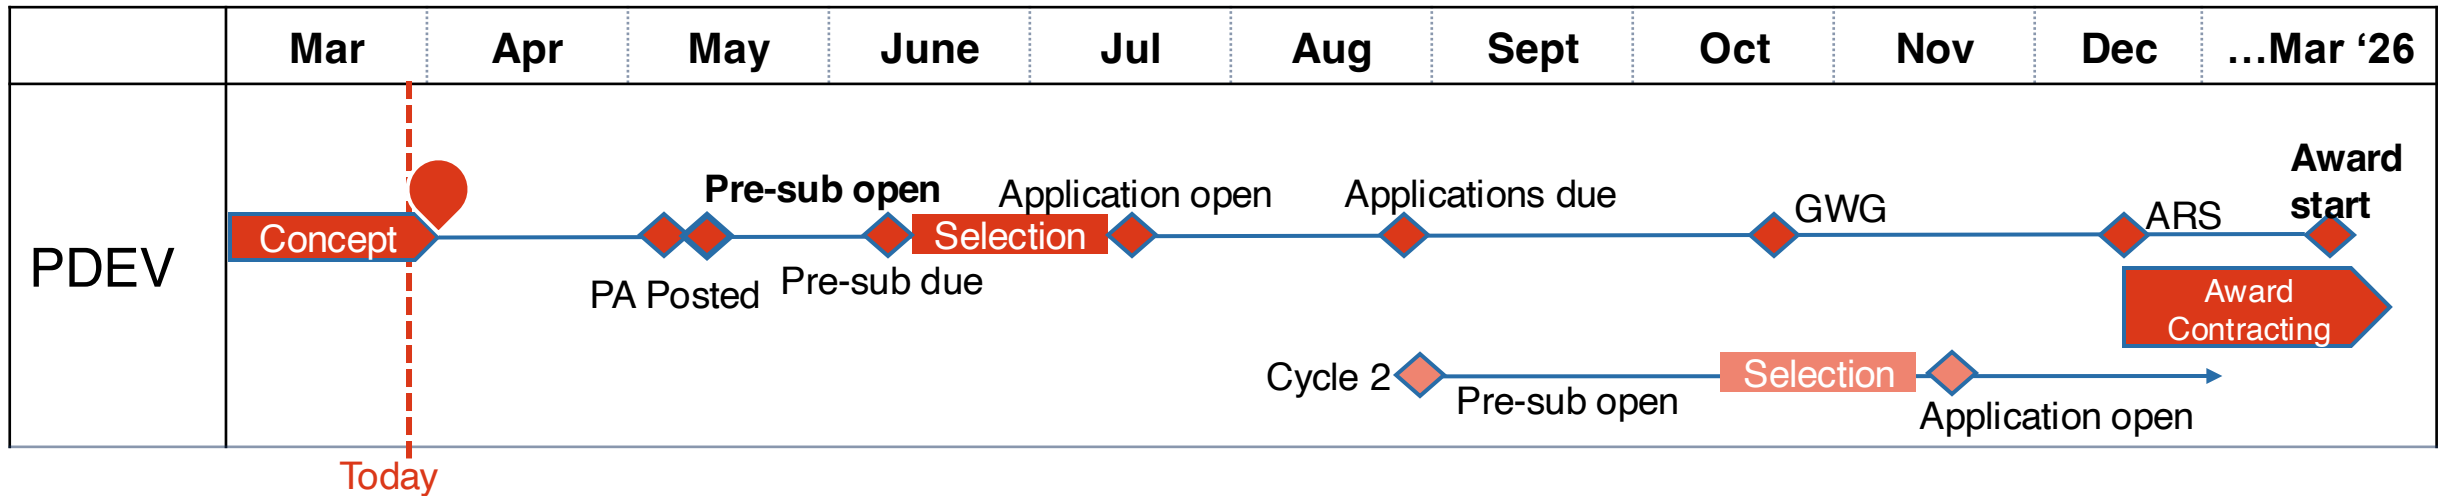 Mar Apr May June Jul Aug Sept Oct Nov Dec …Mar ‘26
PDEV
Concept
PA Posted
Pre-sub open
Pre-sub due
Selection
Application open
Applications due
GWG
ARS
Award
start
Award
Contracting
Cycle 2
Pre-sub open
Selection
Application open
Today